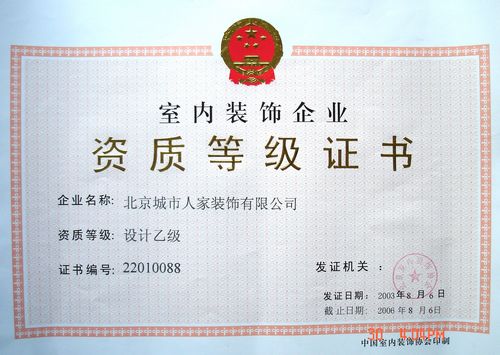 室内装饰企业
资质等级证书
企业名称: 北京城市人家装饰有限公司
资质等级: 设计乙级
证书编号: 22010088
发证机关:
发证日期: 2003年8月6日
截止日期: 2006年8月6日
中国室内装饰协会印制
4:04PM